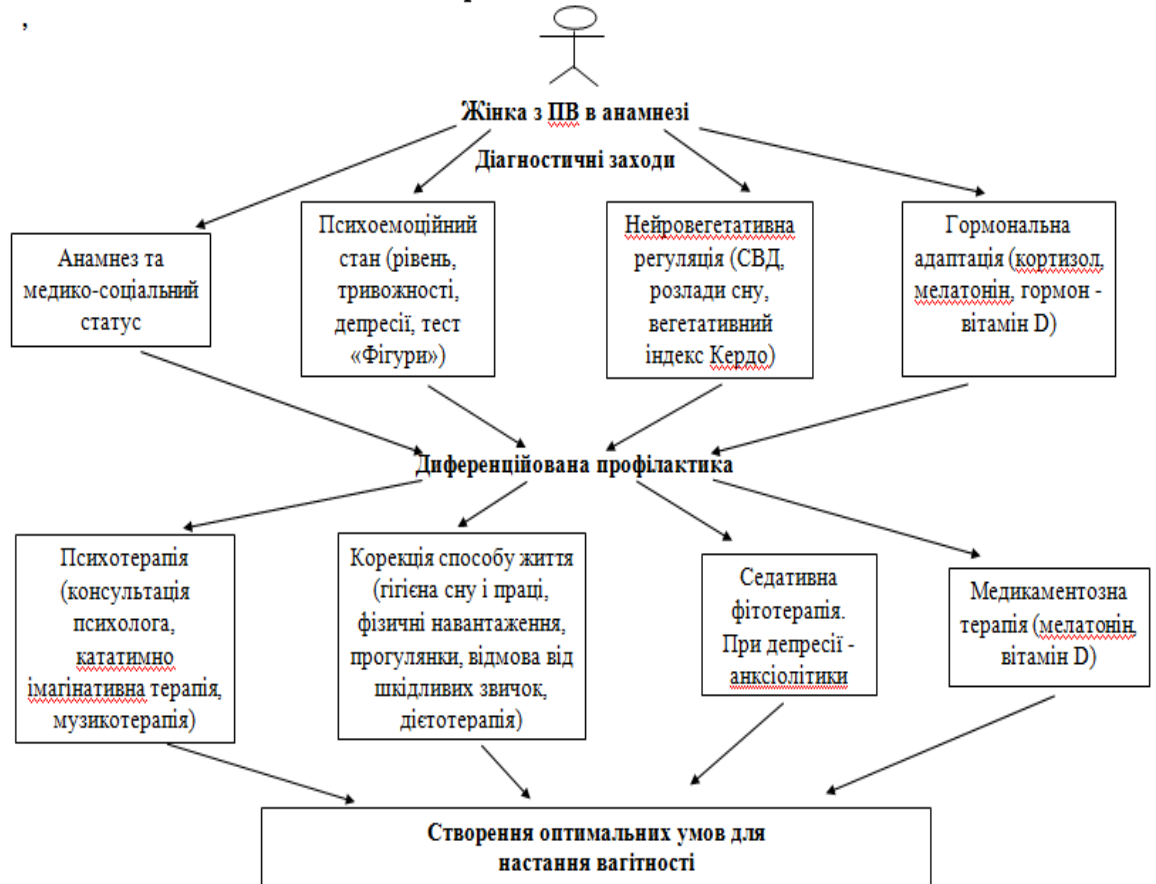 ,
Жінка з ПВ в анамнезі
Діагностичні заходи
Анамнез та
медико-соціальний
статус
Психоемоційний
стан (рівень,
тривожності,
депресії, тест
«Фігури»)
Нейровегетативна
регуляція (СВД,
розлади сну,
вегетативний
індекс Кердо)
Гормональна
адаптація (кортизол,
мелатонін, гормон -
вітамін D)
Диференційована профілактика
Психотерапія
(консультація
психолога,
кататимно
імагінативна терапія,
музикотерапія)
Корекція способу життя
(гігієна сну і праці,
фізичні навантаження,
прогулянки, відмова від
шкідливих звичок,
дієтотерапія)
Седативна
фітотерапія.
При депресії -
анксіолітики
Медикаментозна
терапія (мелатонін,
вітамін D)
Створення оптимальних умов для
настання вагітності